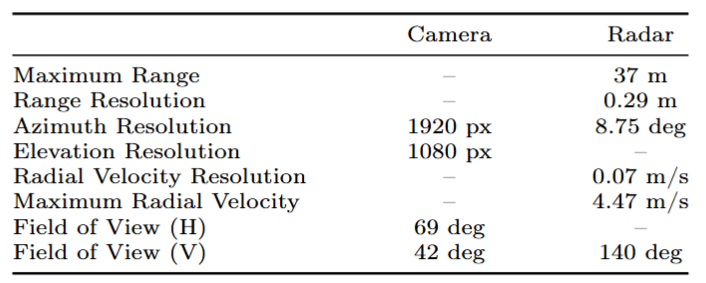 Camera Radar
Maximum Range – 37 m
Range Resolution – 0.29 m
Azimuth Resolution 1920 px 8.75 deg
Elevation Resolution 1080 px –
Radial Velocity Resolution – 0.07 m/s
Maximum Radial Velocity – 4.47 m/s
Field of View (H) 69 deg –
Field of View (V) 42 deg 140 deg